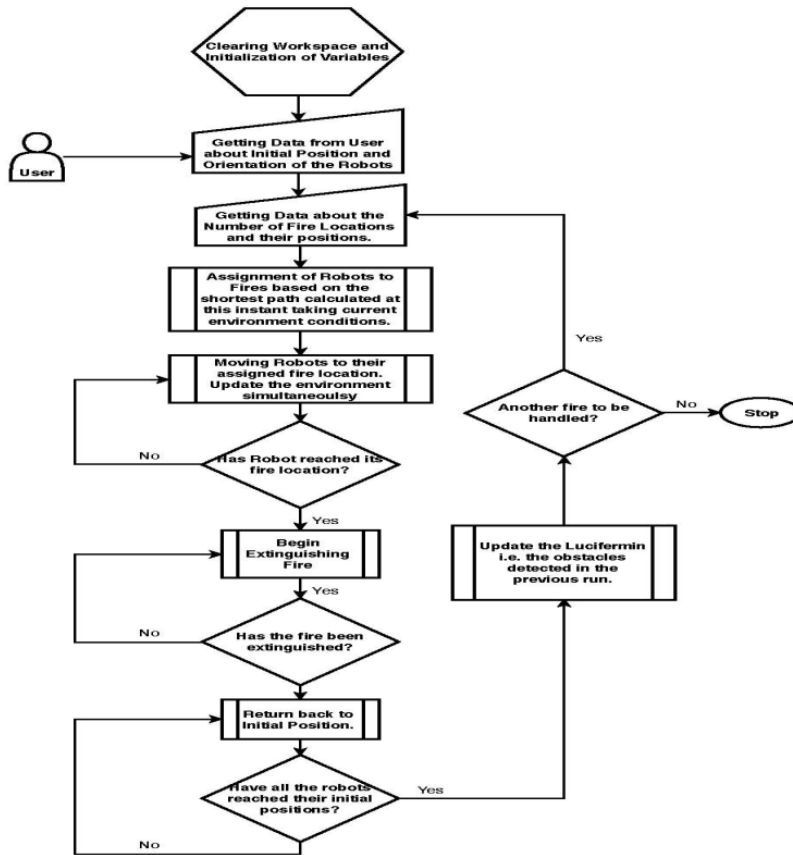 Clearing Workspace and
Initialization of Variables
User
Getting Data from User
about Initial Position and
Orientation of the Robots
Getting Data about the
Number of Fire Locations
and their positions.
Assignment of Robots to
Fires based on the
shortest path calculated at
this instant taking current
environment conditions.
Moving Robots to their
assigned fire location.
Update the environment
simultaneoulsy
No
Has Robot reached its
fire location?
Yes
Begin
Extinguishing
Fire
Yes
No
Has the fire been
extinguished?
Return back to
Initial Position.
Have all the robots
reached their initial
positions?
No
Yes
Update the Lucifermin
i.e. the obstacles
detected in the
previous run.
Another fire to be
handled?
Yes
No
Stop